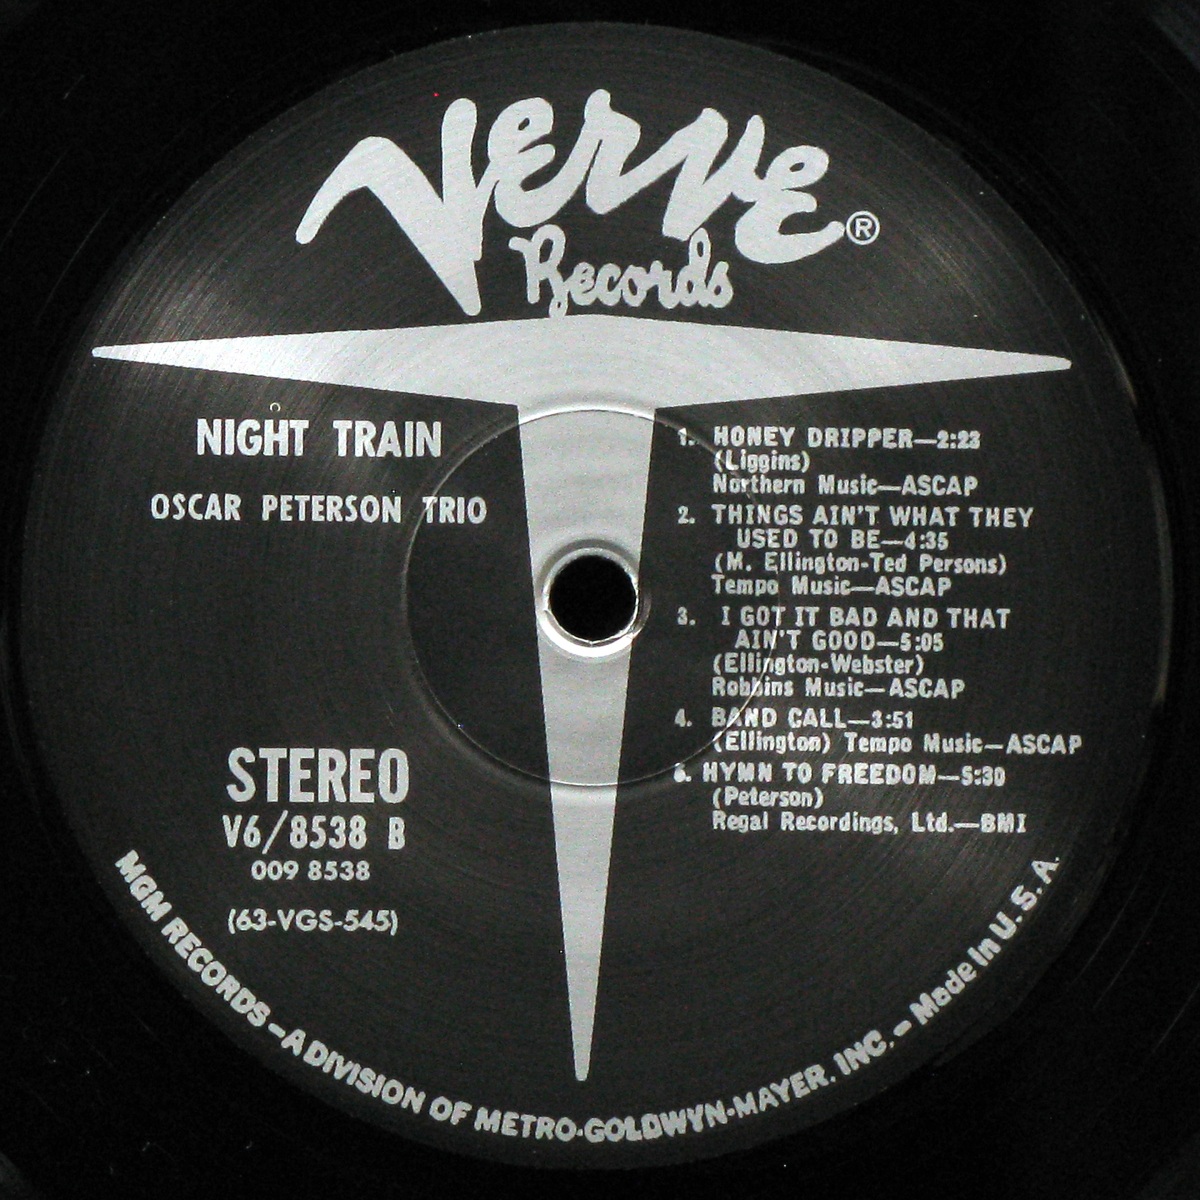 Verve®
Records
NIGHT TRAIN
OSCAR PETERSON TRIO
1. HONEY DRIPPER—2:23
(Liggins)
Northern Music—ASCAP
2. THINGS AIN'T WHAT THEY
USED TO BE—4:35
(M. Ellington-Ted Persons)
Tempo Music—ASCAP
3. I GOT IT BAD AND THAT
AIN'T GOOD—5:05
(Ellington-Webster)
Robbins Music—ASCAP
4. BAND CALL—3:51
(Ellington) Tempo Music—ASCAP
5. HYMN TO FREEDOM—5:30
(Peterson)
Regal Recordings, Ltd.—BMI
STEREO
V6/8538 B
009 8538
(63-VGS-545)
MGM RECORDS – A DIVISION OF METRO-GOLDWYN-MAYER, INC. – Made in U.S.A.